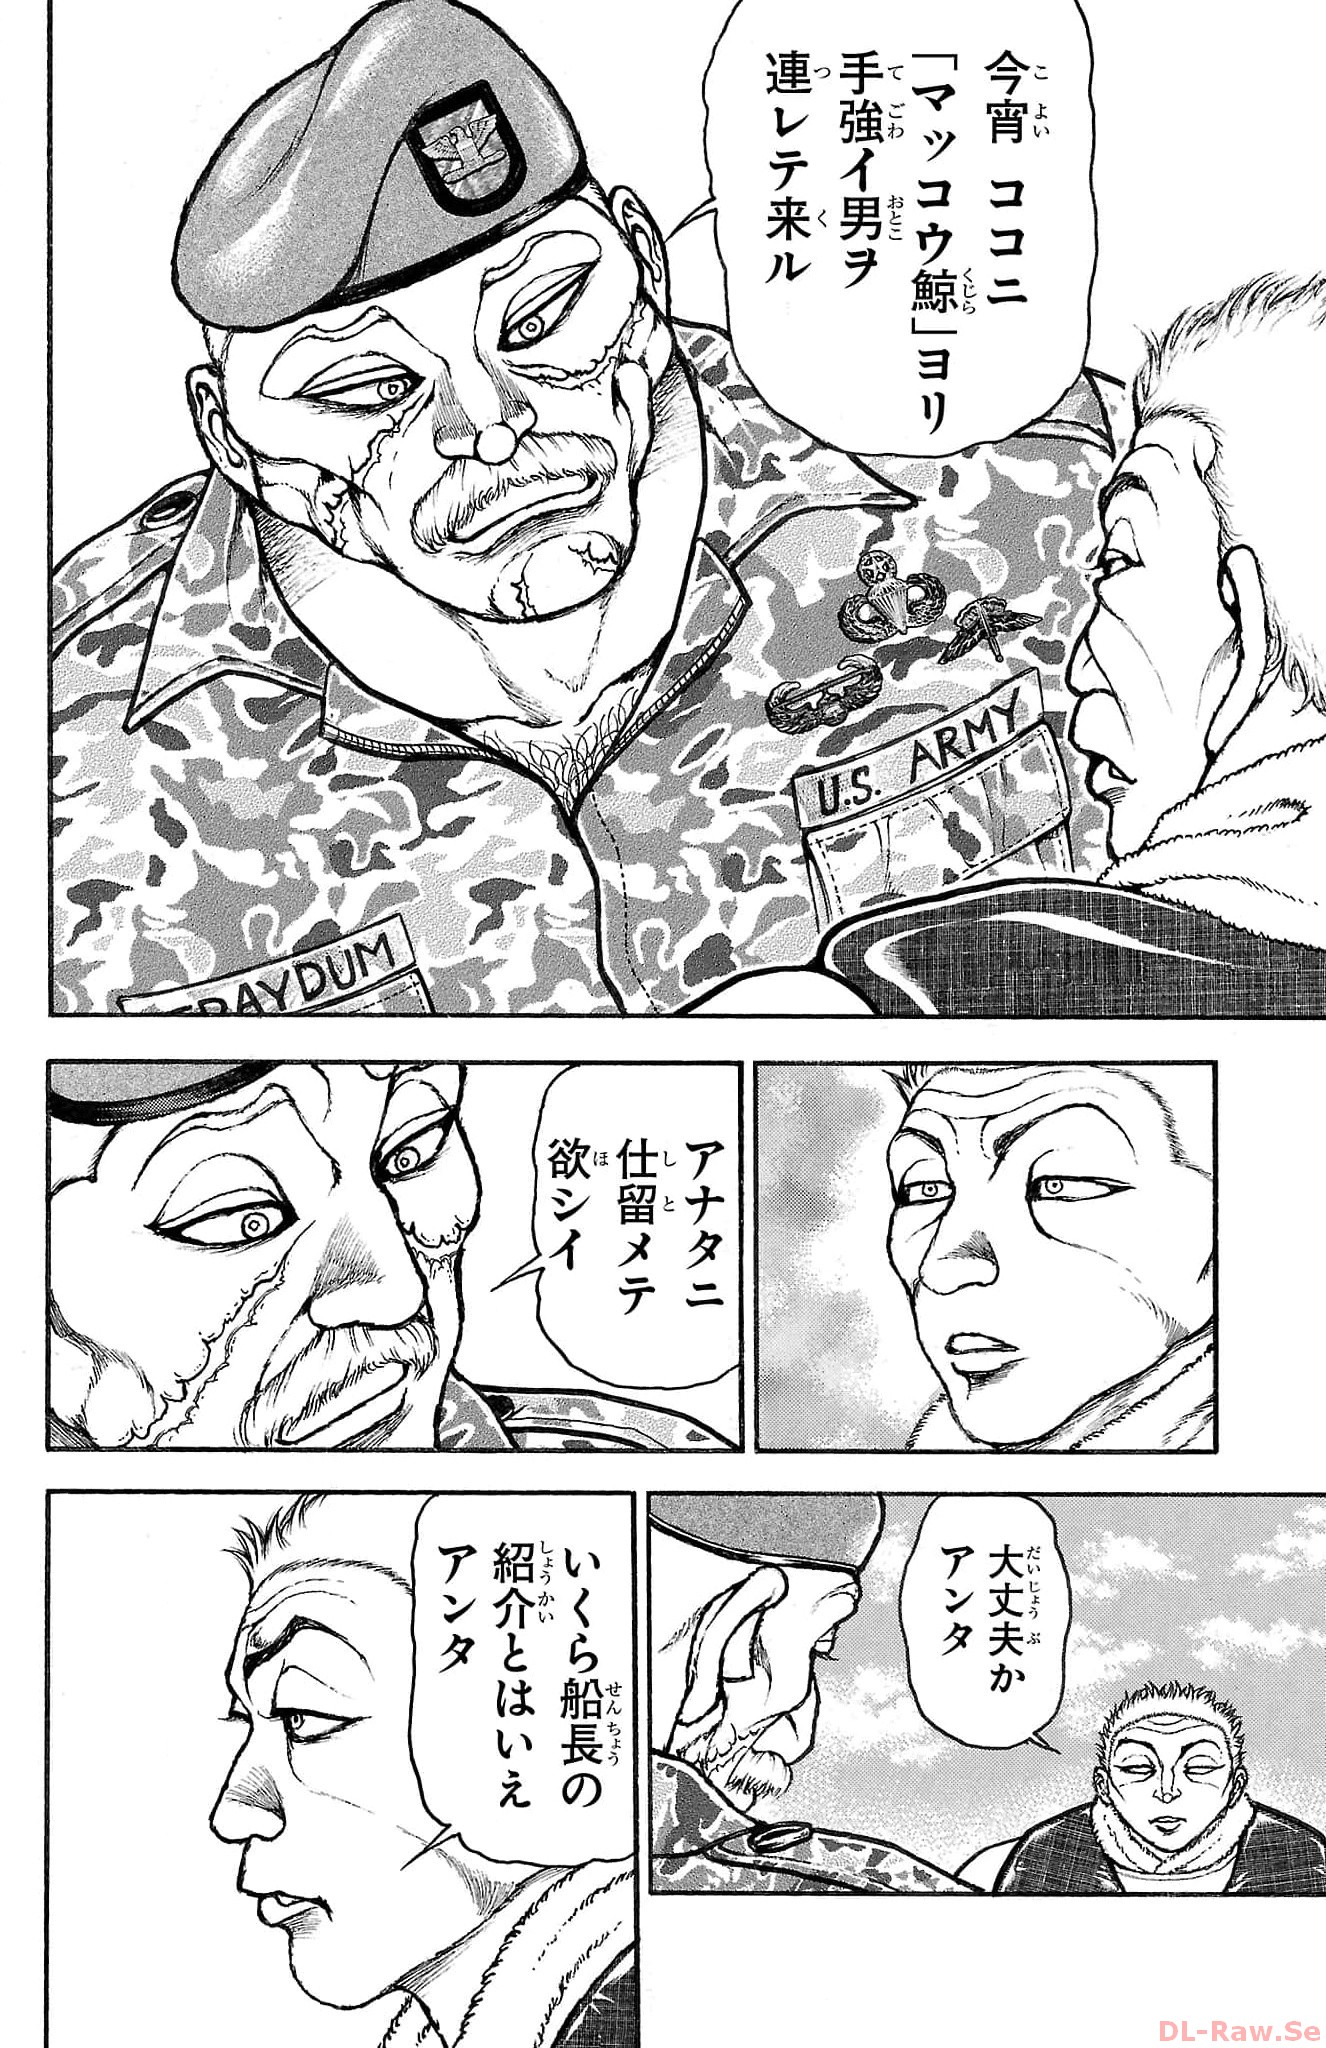 今宵 ココニ
「マッコウ鯨」ヨリ
手強イ男ヲ
連レテ来ル
U.S. ARMY
アナタニ
仕留メテ
欲シイ
大丈夫か
アンタ
いくら船長の
紹介とはいえ
アンタ
DL-Raw.Se